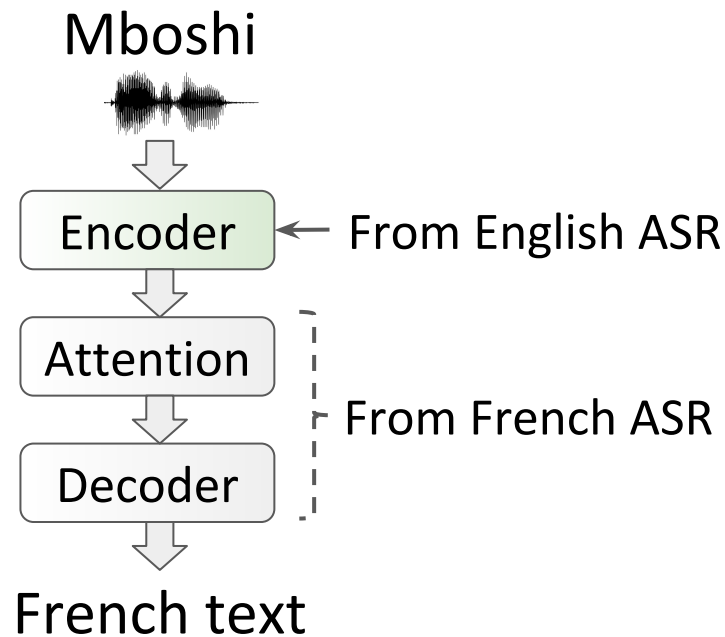 Mboshi
Encoder
From English ASR
Attention
From French ASR
Decoder
French text